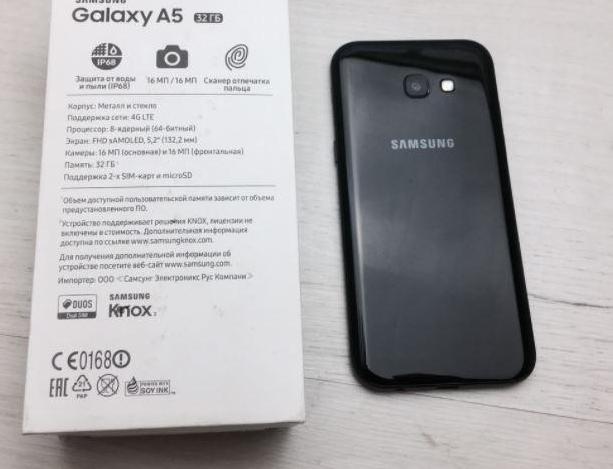 SAMSUNG
Galaxy A5 32 ГБ
IP68
Защита от воды
и пыли (IP68)
16 МП / 16 МП
Сканер отпечатка
пальца
Корпус: Металл и стекло
Поддержка сети: 4G LTE
Процессор: 8-ядерный (64-битный)
Экран: FHD sAMOLED, 5,2" (132,2 мм)
Камеры: 16 МП (основная) и 16 МП (фронтальная)
Память: 32 ГБ*
Поддержка 2-х SIM-карт и microSD
*Объем доступной пользовательской памяти зависит от объема
предустановленного ПО.
*Устройство поддерживает решения KNOX, лицензии не
включены в стоимость. Дополнительная информация
доступна по ссылке www.samsungknox.com.
Для получения дополнительной информации об
устройстве посетите веб-сайт www.samsung.com.
Импортер: ООО <Самсунг Электроникс Рус Компани>
DUOS
Dual SIM
SAMSUNG
Knox
CE0168
EAC
21
PAP
PRINTED WITH
SOY INK
SAMSUNG